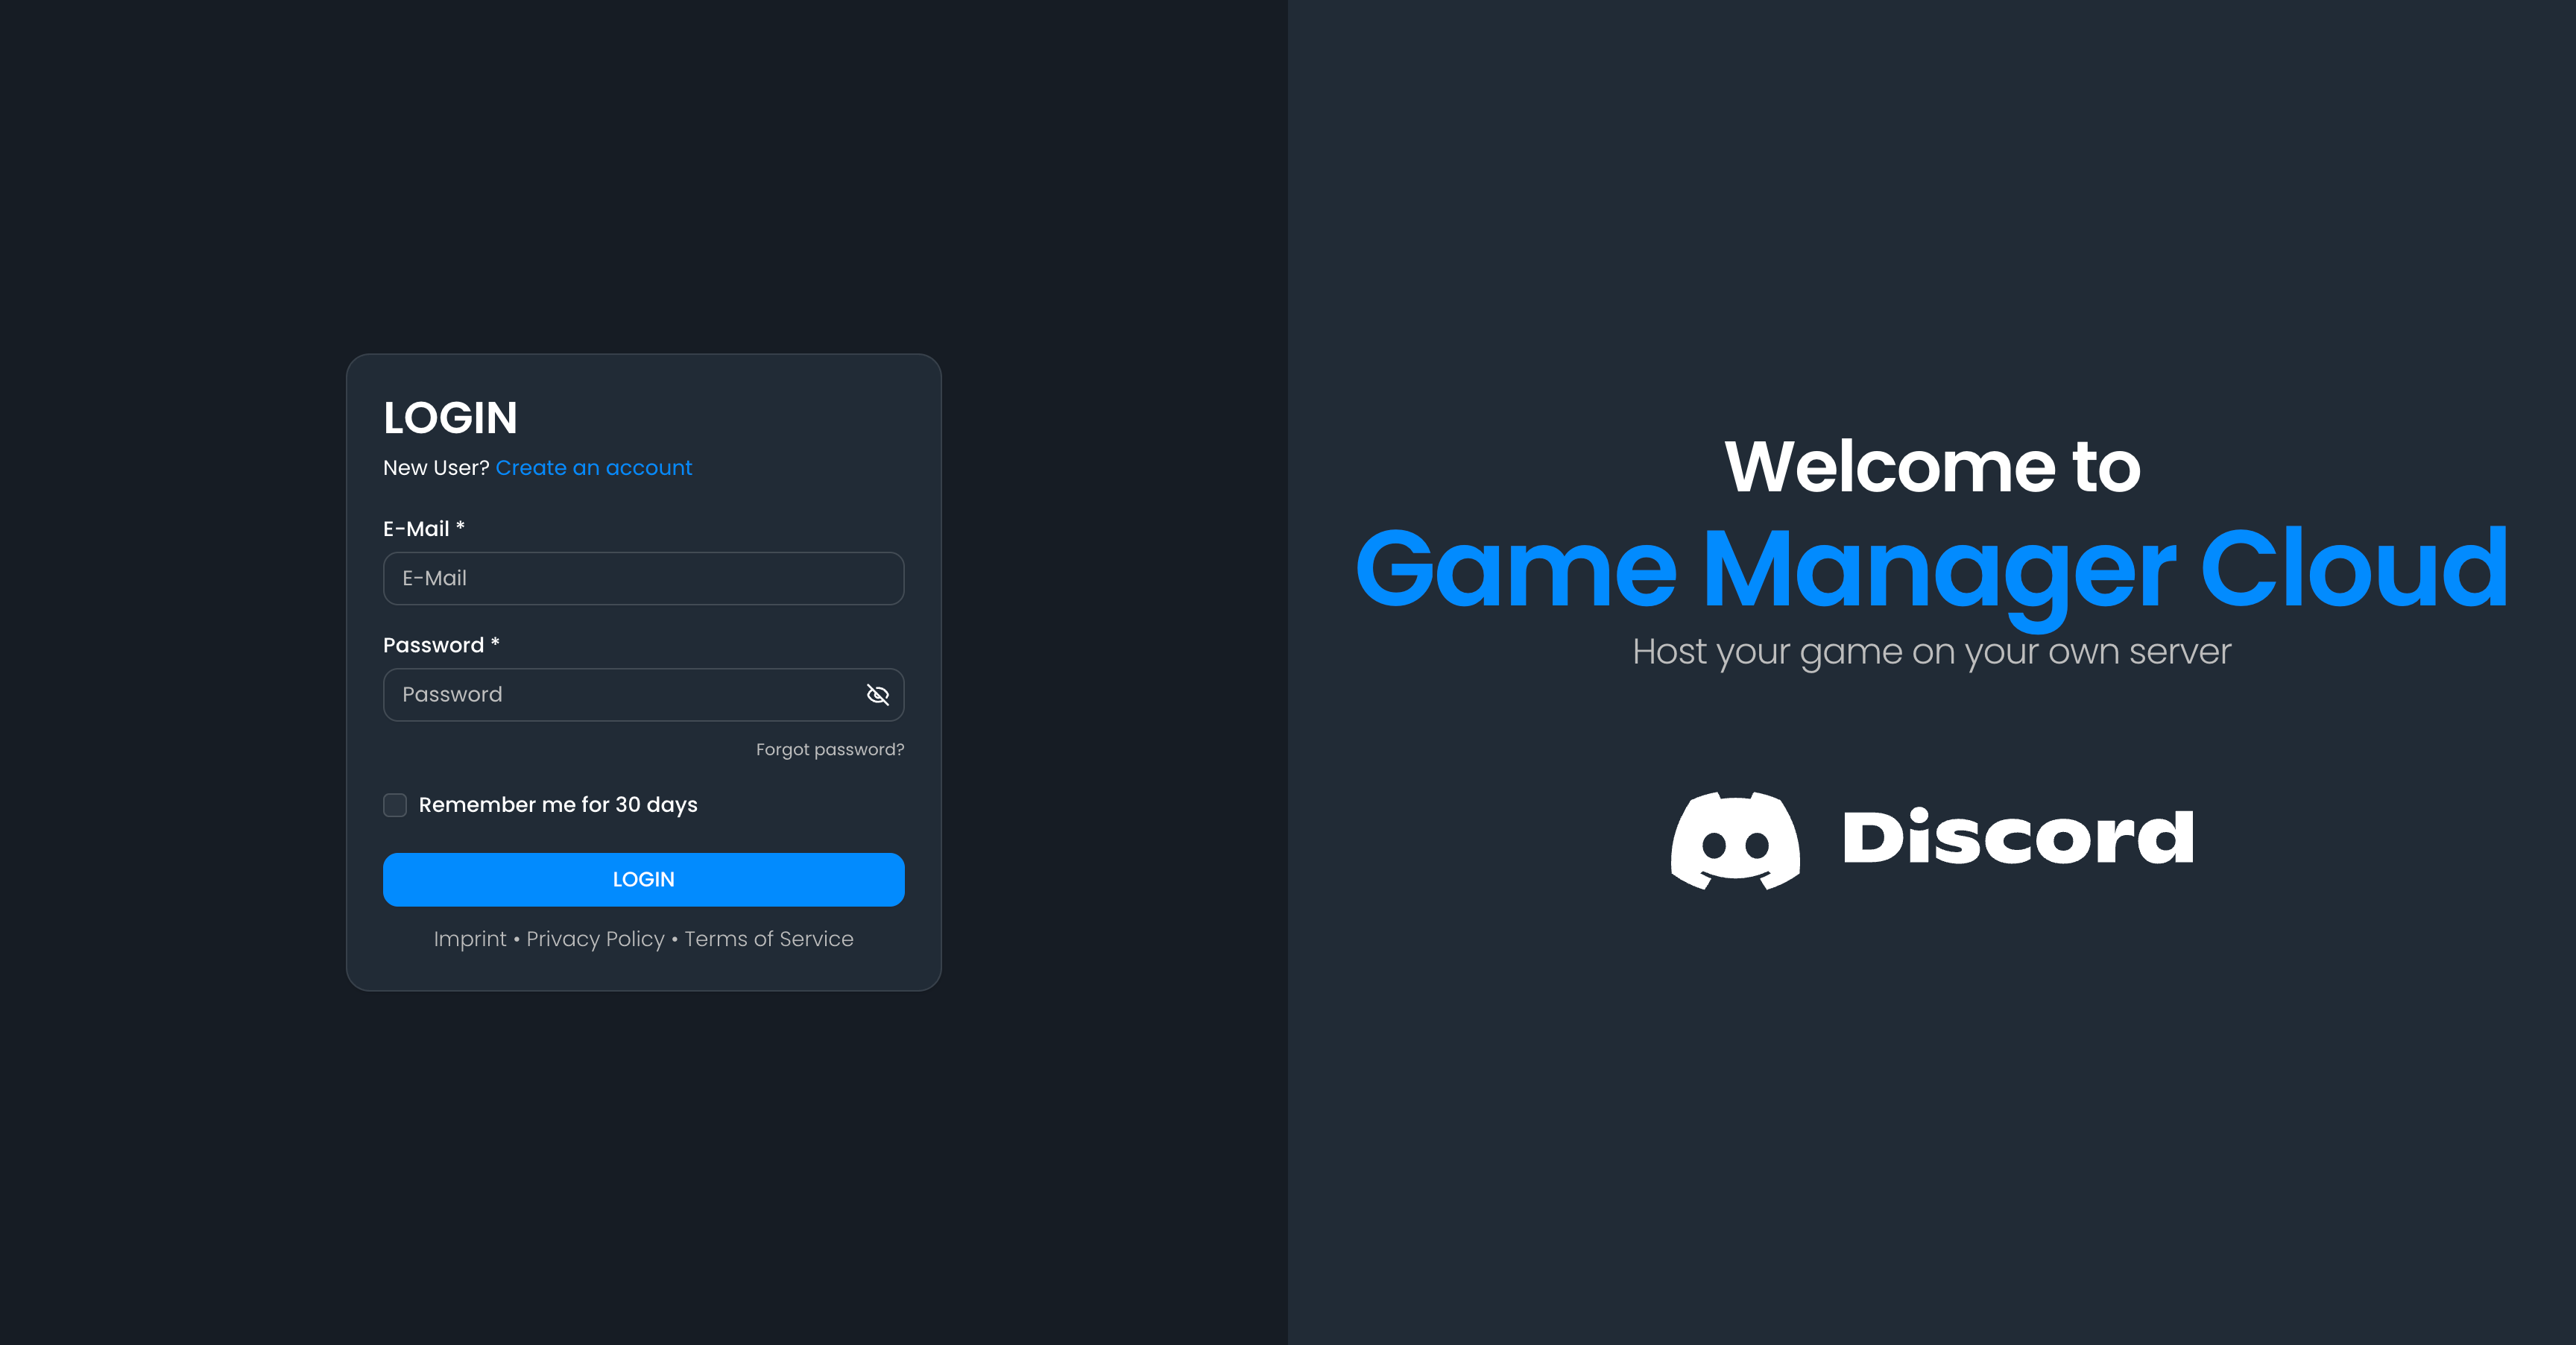 LOGIN
New User? Create an account
E-Mail *
E-Mail
Password *
Password
Forgot password?
Remember me for 30 days
LOGIN
Imprint • Privacy Policy • Terms of Service
Welcome to
Game Manager Cloud
Host your game on your own server
Discord